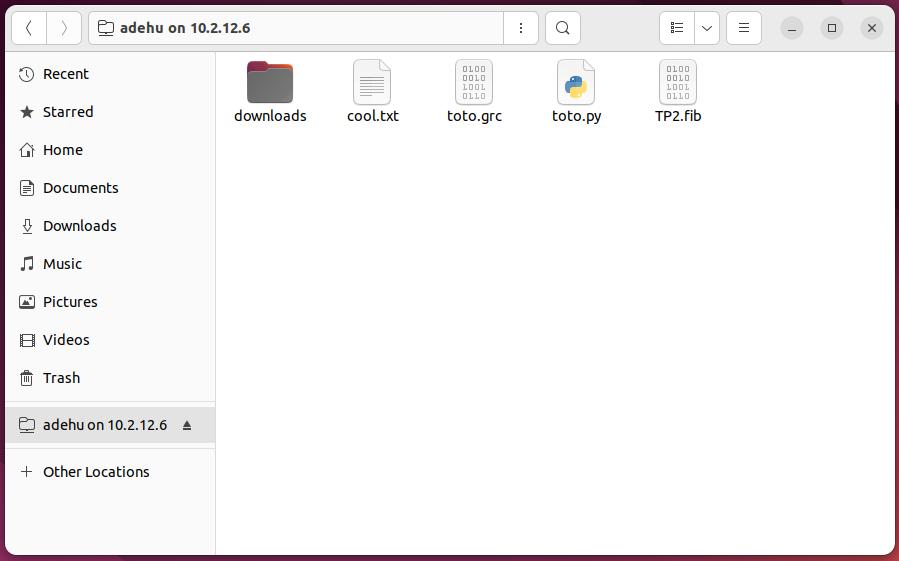 adehu on 10.2.12.6
Recent
Starred
Home
Documents
Downloads
Music
Pictures
Videos
Trash
adehu on 10.2.12.6
Other Locations
downloads
cool.txt
toto.grc
toto.py
TP2.fib